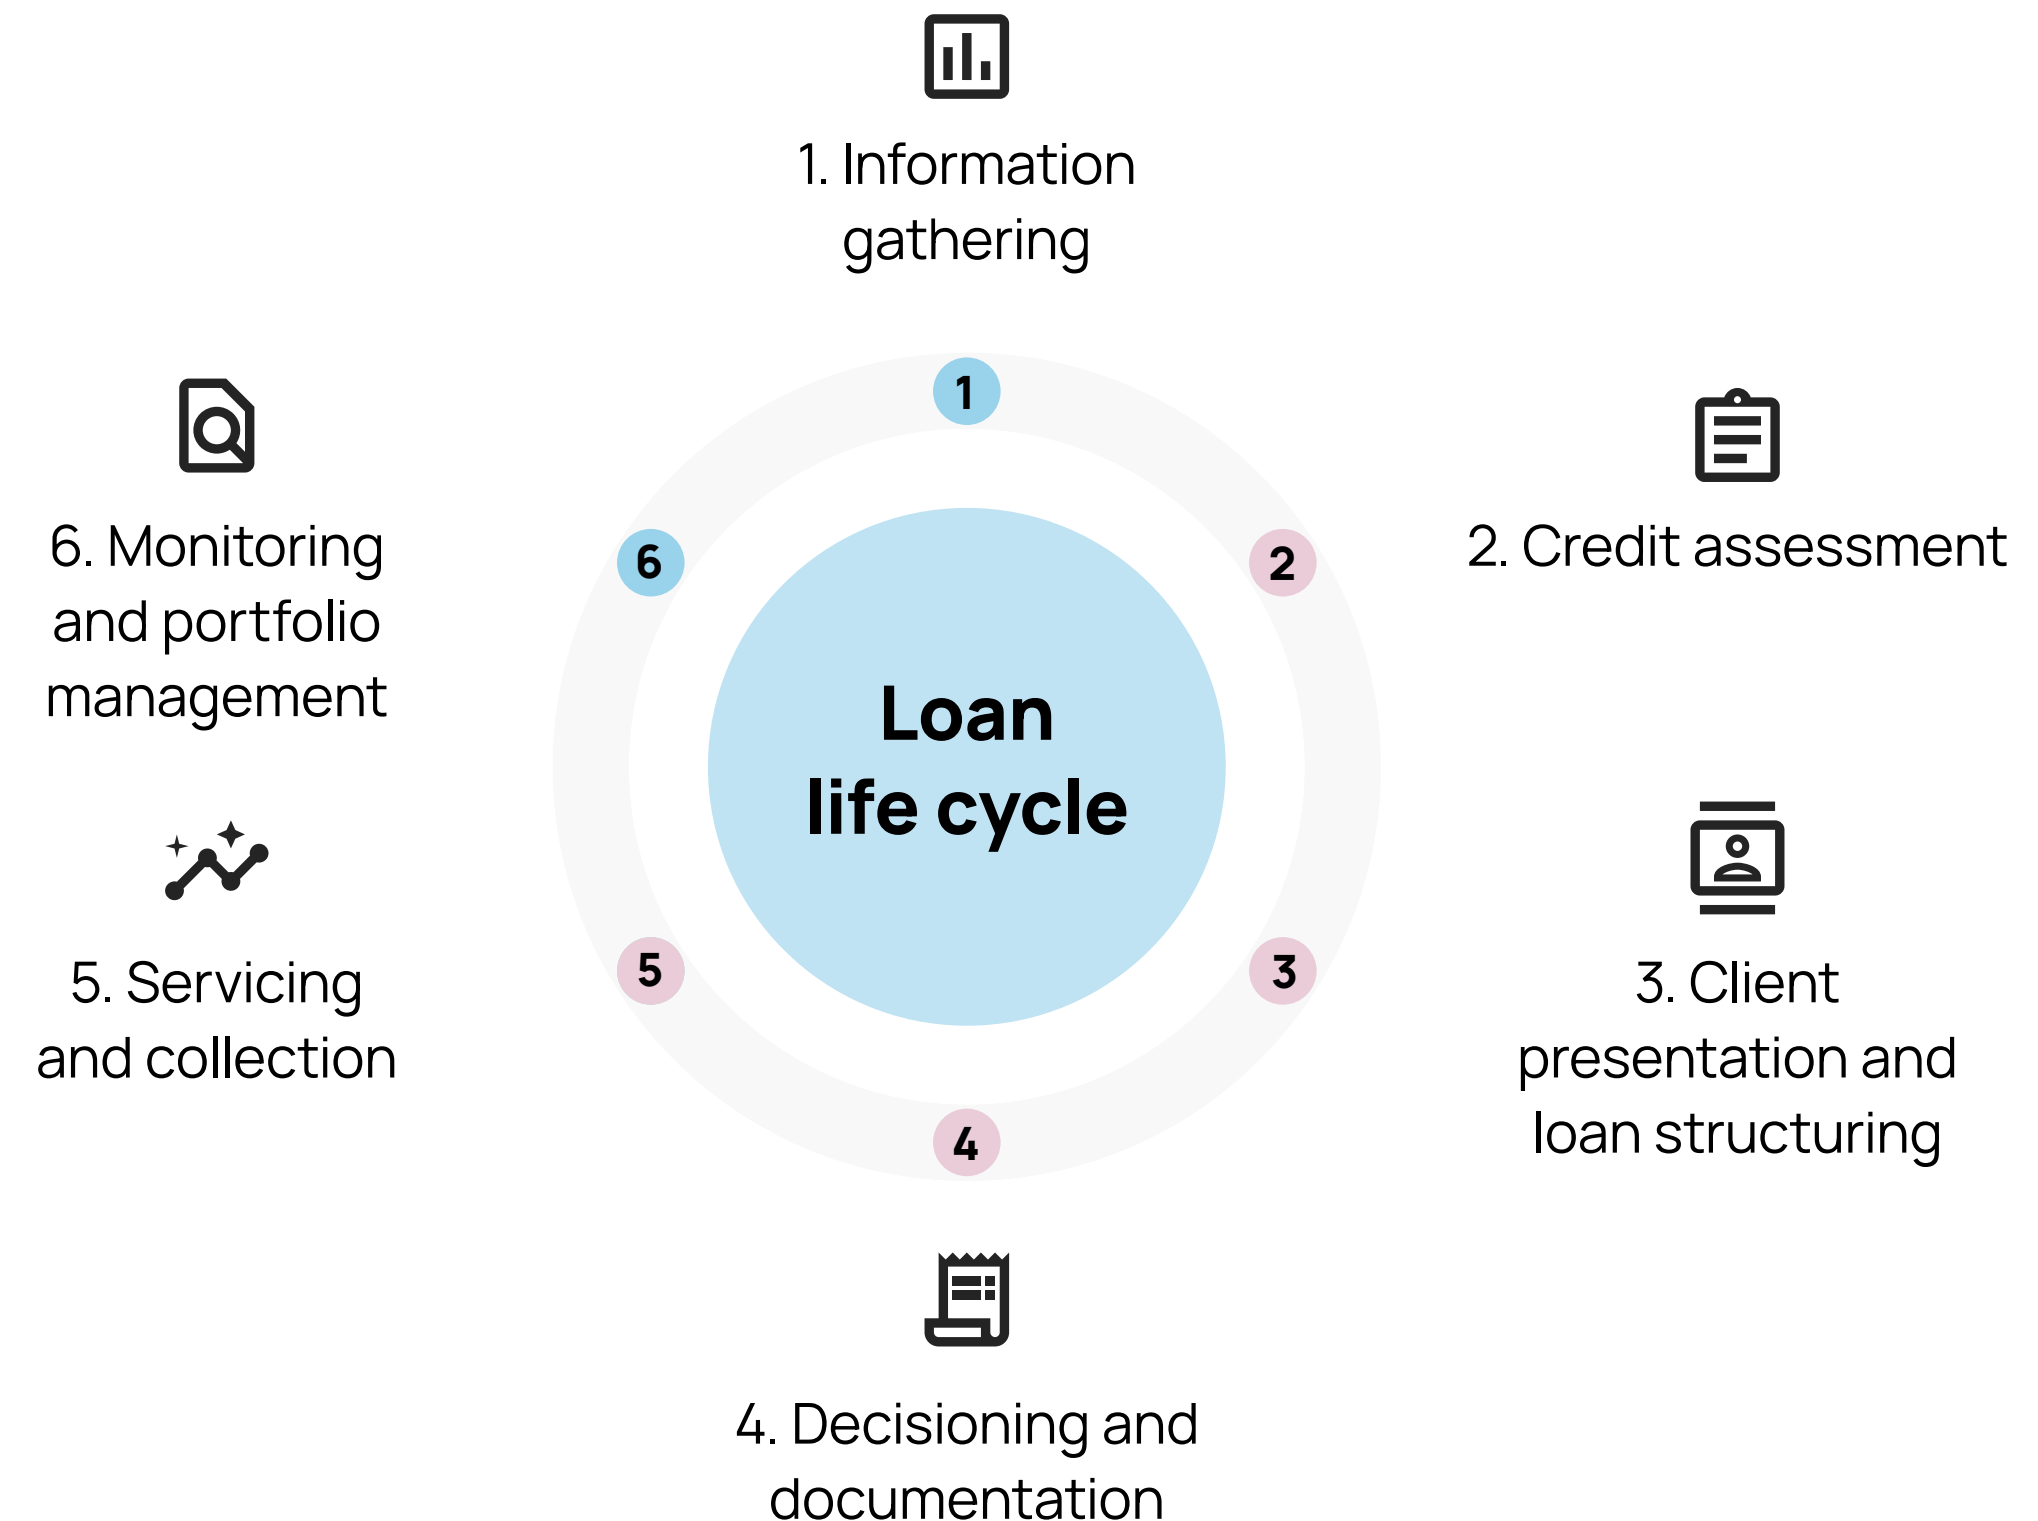 1. Information
gathering
1
2
2. Credit assessment
3
3. Client
presentation and
loan structuring
4
4. Decisioning and
documentation
5
5. Servicing
and collection
6
6. Monitoring
and portfolio
management
Loan
life cycle